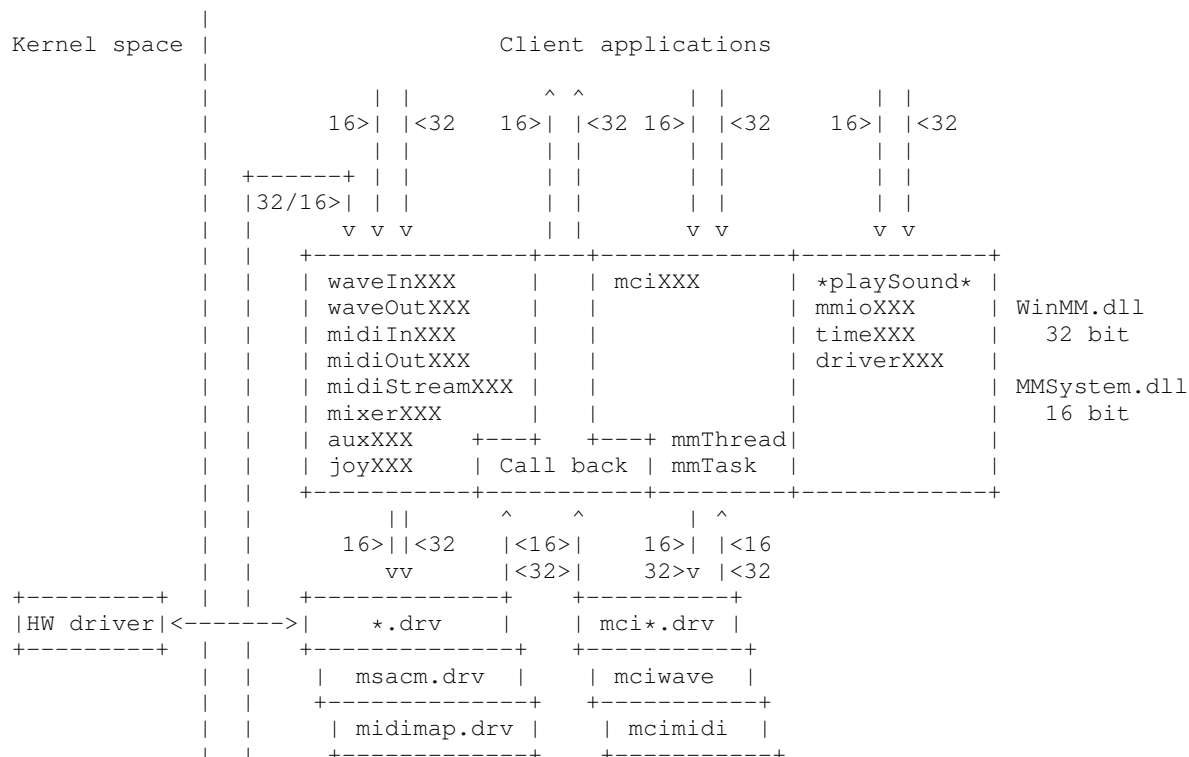 Kernel space | Client applications
16>| |<32 16>| |<32 16>| |<32 16>| |<32
|32/16>|
waveInXXX mciXXX *playSound*
waveOutXXX mmioXXX WinMM.dll
midiInXXX timeXXX 32 bit
midiOutXXX driverXXX
midiStreamXXX MMSystem.dll
mixerXXX 16 bit
auxXXX mmThread
joyXXX Call back mmTask
16>||<32 |<16>| 16>| |<16
vv |<32>| 32>v |<32
HW driver <-------> *.drv mci*.drv
msacm.drv mciwave
midimap.drv mcimidi